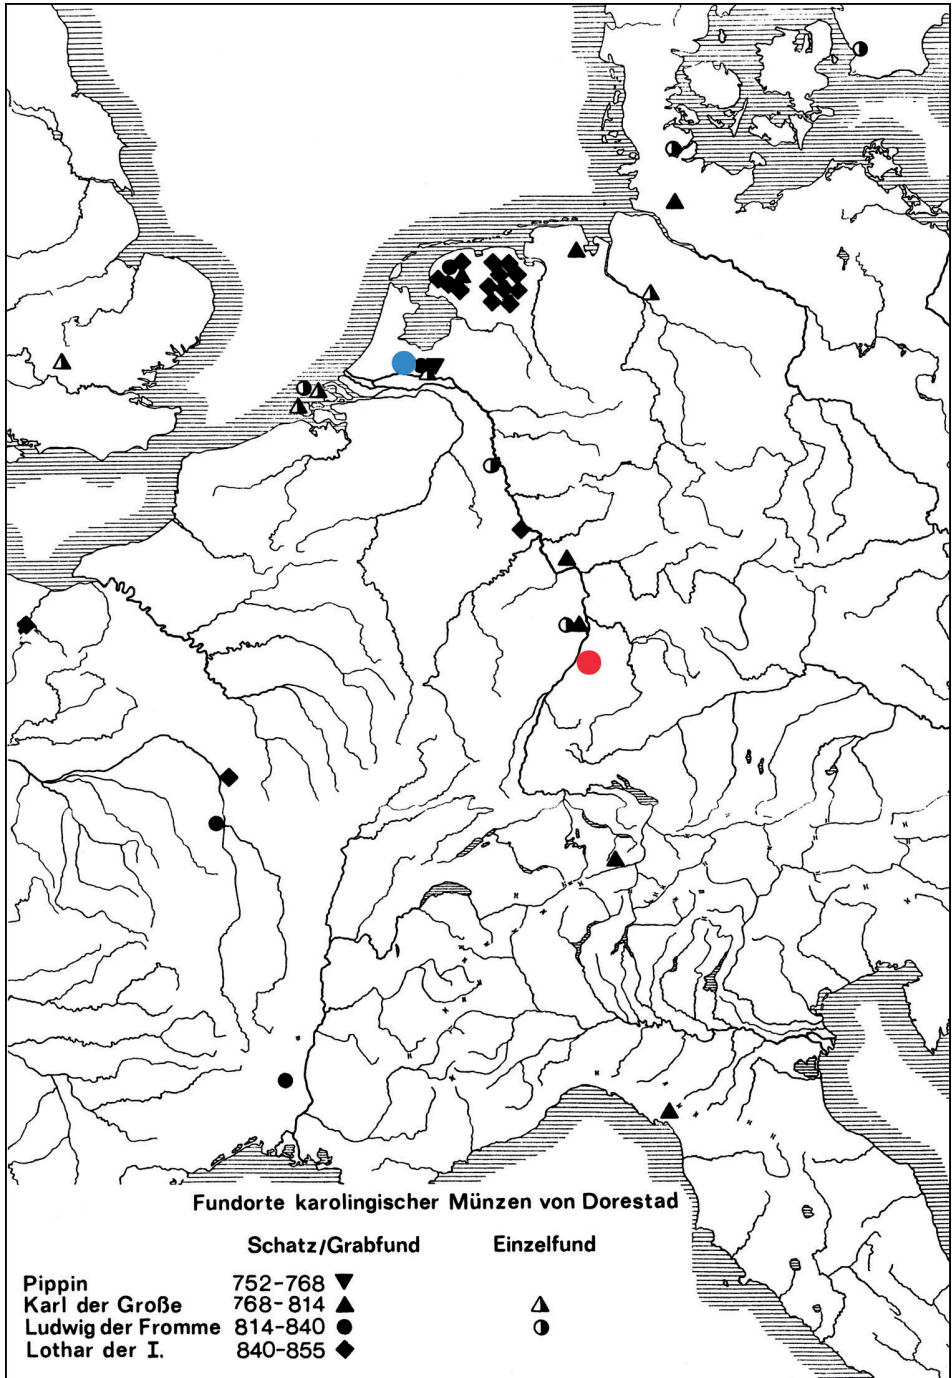 Fundorte karolingischer Münzen von Dorestad
Schatz/Grabfund Einzelfund
Pippin 752-768
Karl der Große 768-814
Ludwig der Fromme 814-840
Lothar der I. 840-855